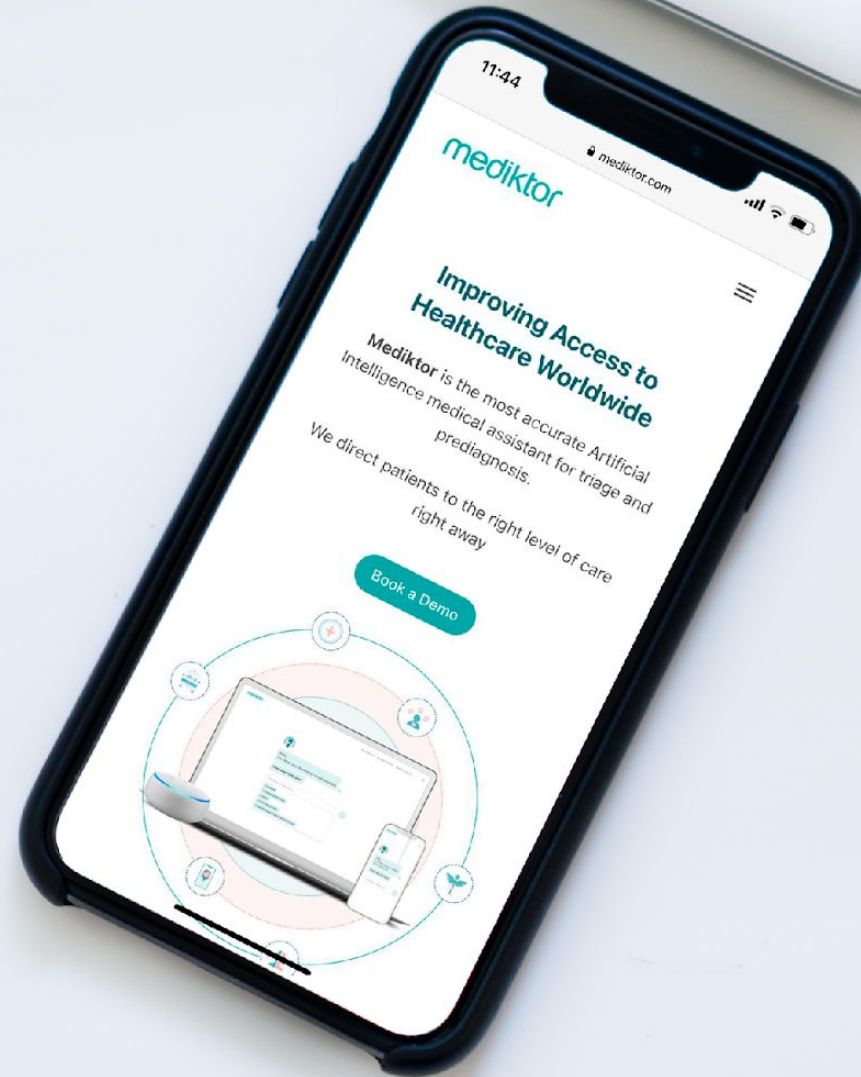 11:44
mediktor.com
mediktor
Improving Access to
Healthcare Worldwide
Mediktor is the most accurate Artificial
Intelligence medical assistant for triage and
prediagnosis.
We direct patients to the right level of care
right away
Book a Demo